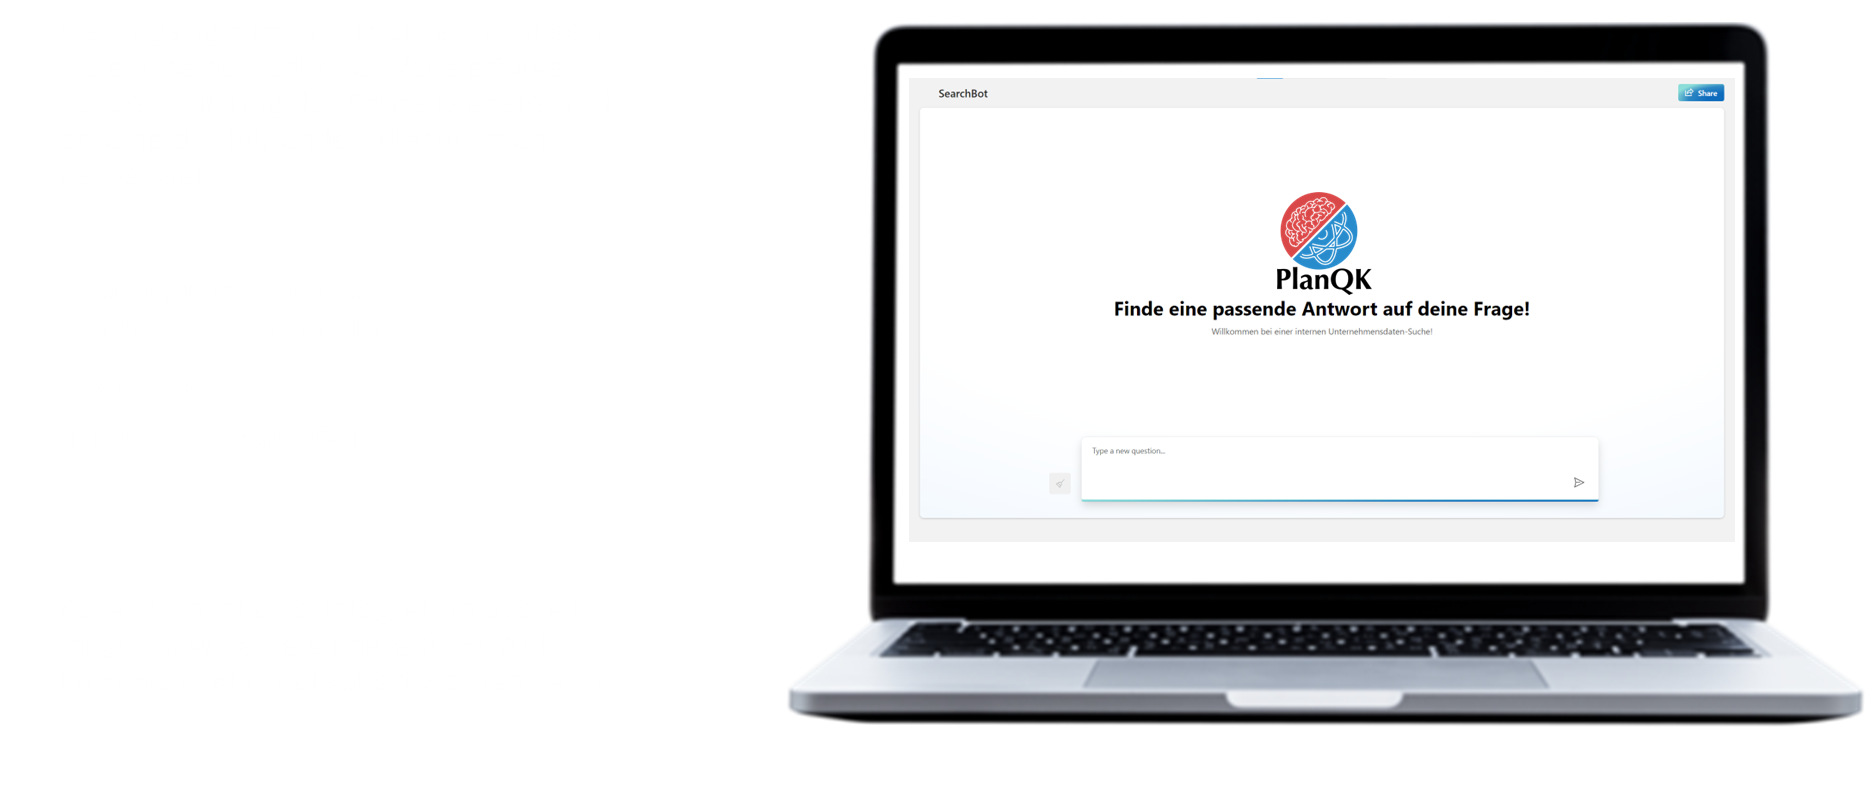 SearchBot
Share
PlanQK
Finde eine passende Antwort auf deine Frage!
Willkommen bei einer internen Unternehmensdaten-Suche!
Type a new question...